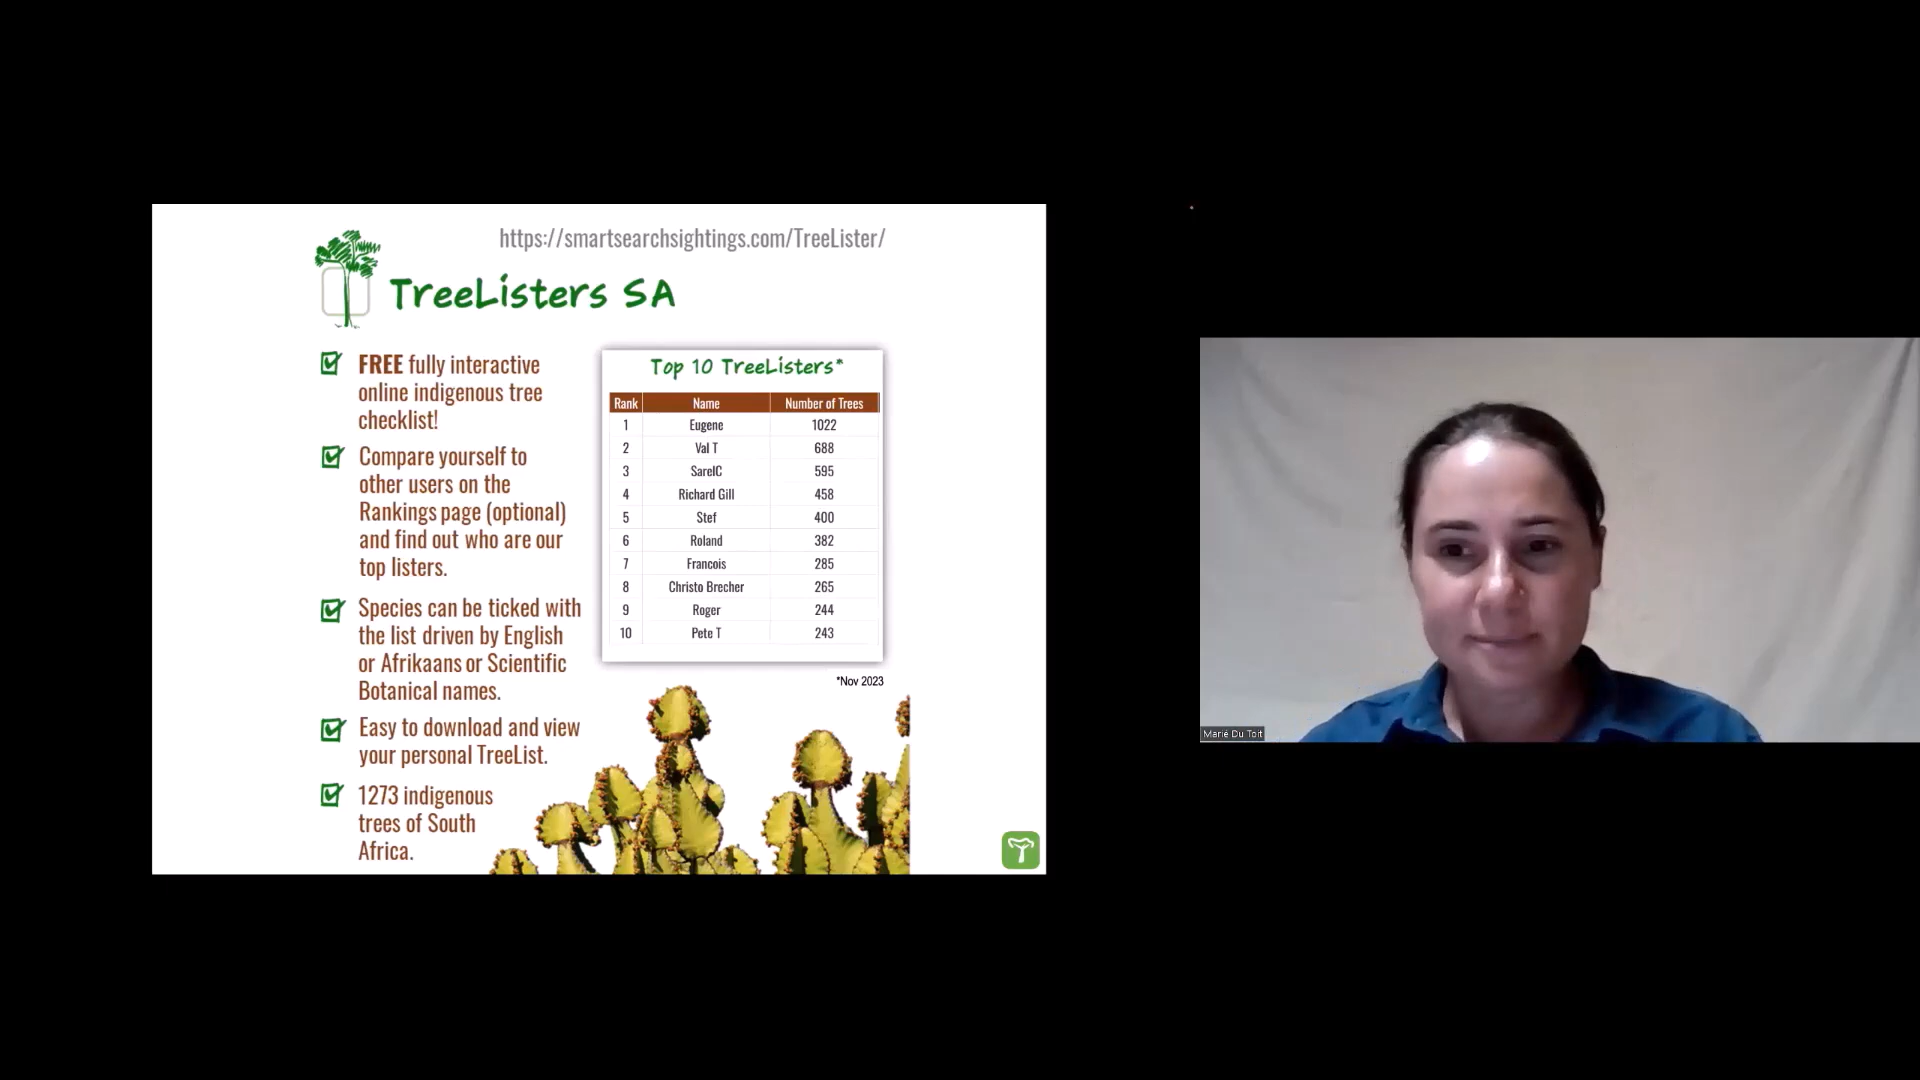 https://smartsearchsightings.com/TreeLister/
TreeListers SA
FREE fully interactive
online indigenous tree
checklist!
Compare yourself to
other users on the
Rankings page (optional)
and find out who are our
top listers.
Species can be ticked with
the list driven by English
or Afrikaans or Scientific
Botanical names.
Easy to download and view
your personal TreeList.
1273 indigenous
trees of South
Africa.
Top 10 TreeListers*
Rank Name Number of Trees
1 Eugene 1022
2 Val T 688
3 SarelC 595
4 Richard Gill 458
5 Stef 400
6 Roland 382
7 Francois 285
8 Christo Brecher 265
9 Roger 244
10 Pete T 243
*Nov 2023
Marié Du Toit